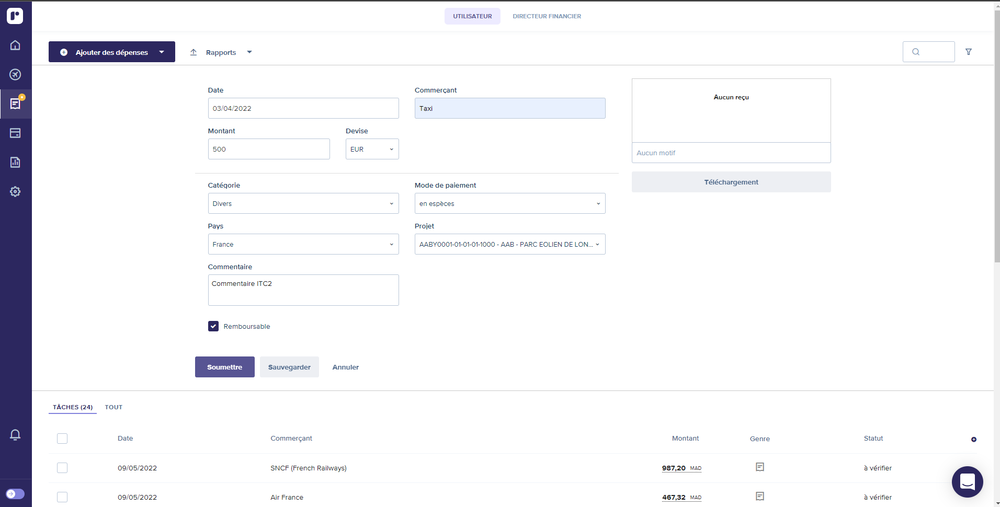 UTILISATEUR DIRECTEUR FINANCIER
Ajouter des dépenses Rapports
Date Commerçant
Aucun reçu
03/04/2022 Taxi
Montant Devise
500 EUR
Aucun motif
Téléchargement
Catégorie Mode de paiement
Divers en espèces
Pays Projet
France AABY0001-01-01-01-1000 - AAB - PARC EOLIEN DE LON...
Commentaire
Commentaire ITC2
Remboursable
Soumettre Sauvegarder Annuler
TÂCHES (24) TOUT
Date Commerçant Montant Genre Statut
09/05/2022 SNCF (French Railways) 987,20 MAD à vérifier
09/05/2022 Air France 467,32 MAD à vérifier